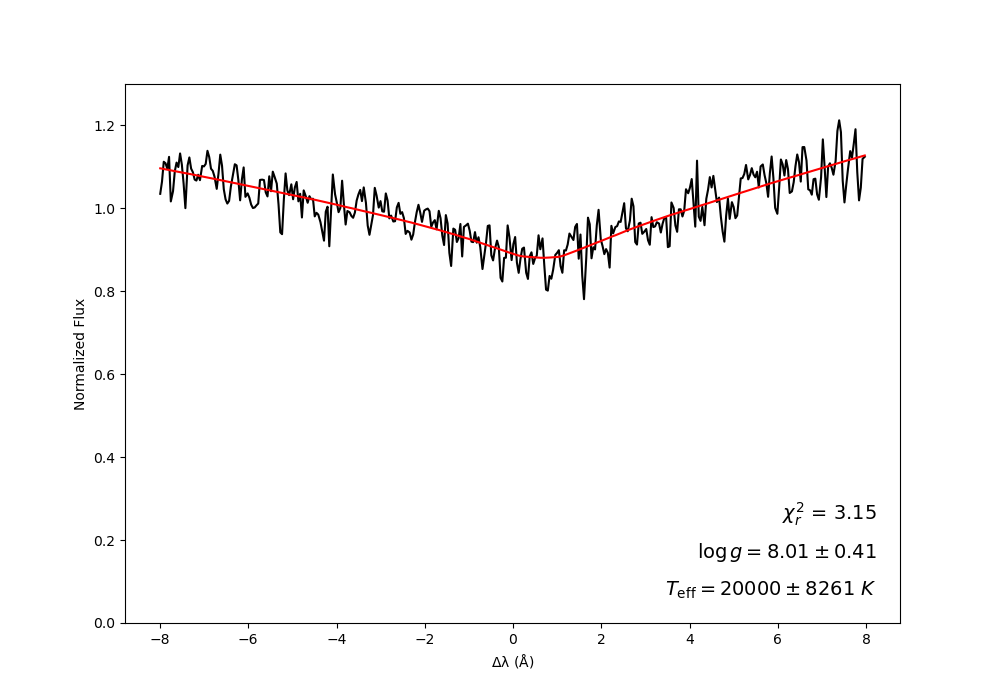 1.2
1.0
0.8
0.6
0.4
0.2
0.0
Normalized Flux
χ²ᵣ = 3.15
log g = 8.01 ± 0.41
T_eff = 20000 ± 8261 K
−8 −6 −4 −2 0 2 4 6 8
Δλ (Å)